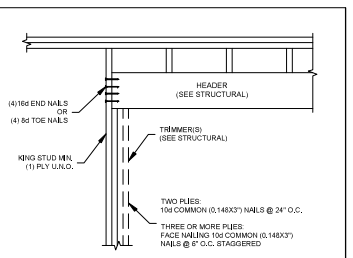 HEADER
(SEE STRUCTURAL)
(4)16d END NAILS
OR
(4) 8d TOE NAILS
TRIMMER(S)
(SEE STRUCTURAL)
KING STUD MIN.
(1) PLY U.N.O.
TWO PLIES:
10d COMMON (0.148X3") NAILS @ 24" O.C.
THREE OR MORE PLIES:
FACE NAILING 10d COMMON (0.148X3")
NAILS @ 6" O.C. STAGGERED